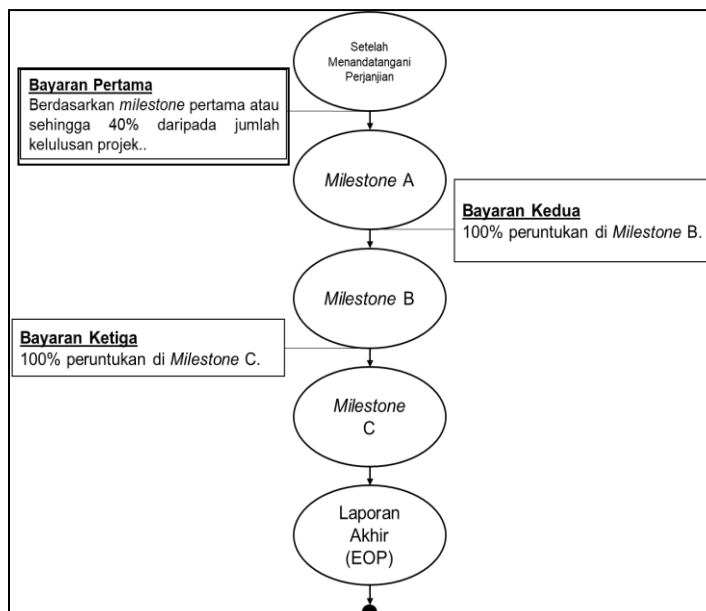 Setelah
Menandatangani
Perjanjian
Bayaran Pertama
Berdasarkan milestone pertama atau
sehingga 40% daripada jumlah
kelulusan projek..
Milestone A
Bayaran Kedua
100% peruntukan di Milestone B.
Milestone B
Bayaran Ketiga
100% peruntukan di Milestone C.
Milestone
C
Laporan
Akhir
(EOP)